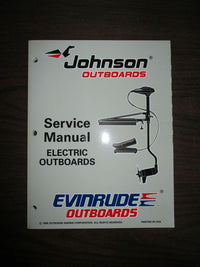 Johnson®
OUTBOARDS
Service
Manual
ELECTRIC
OUTBOARDS
EVINRUDE
OUTBOARDS